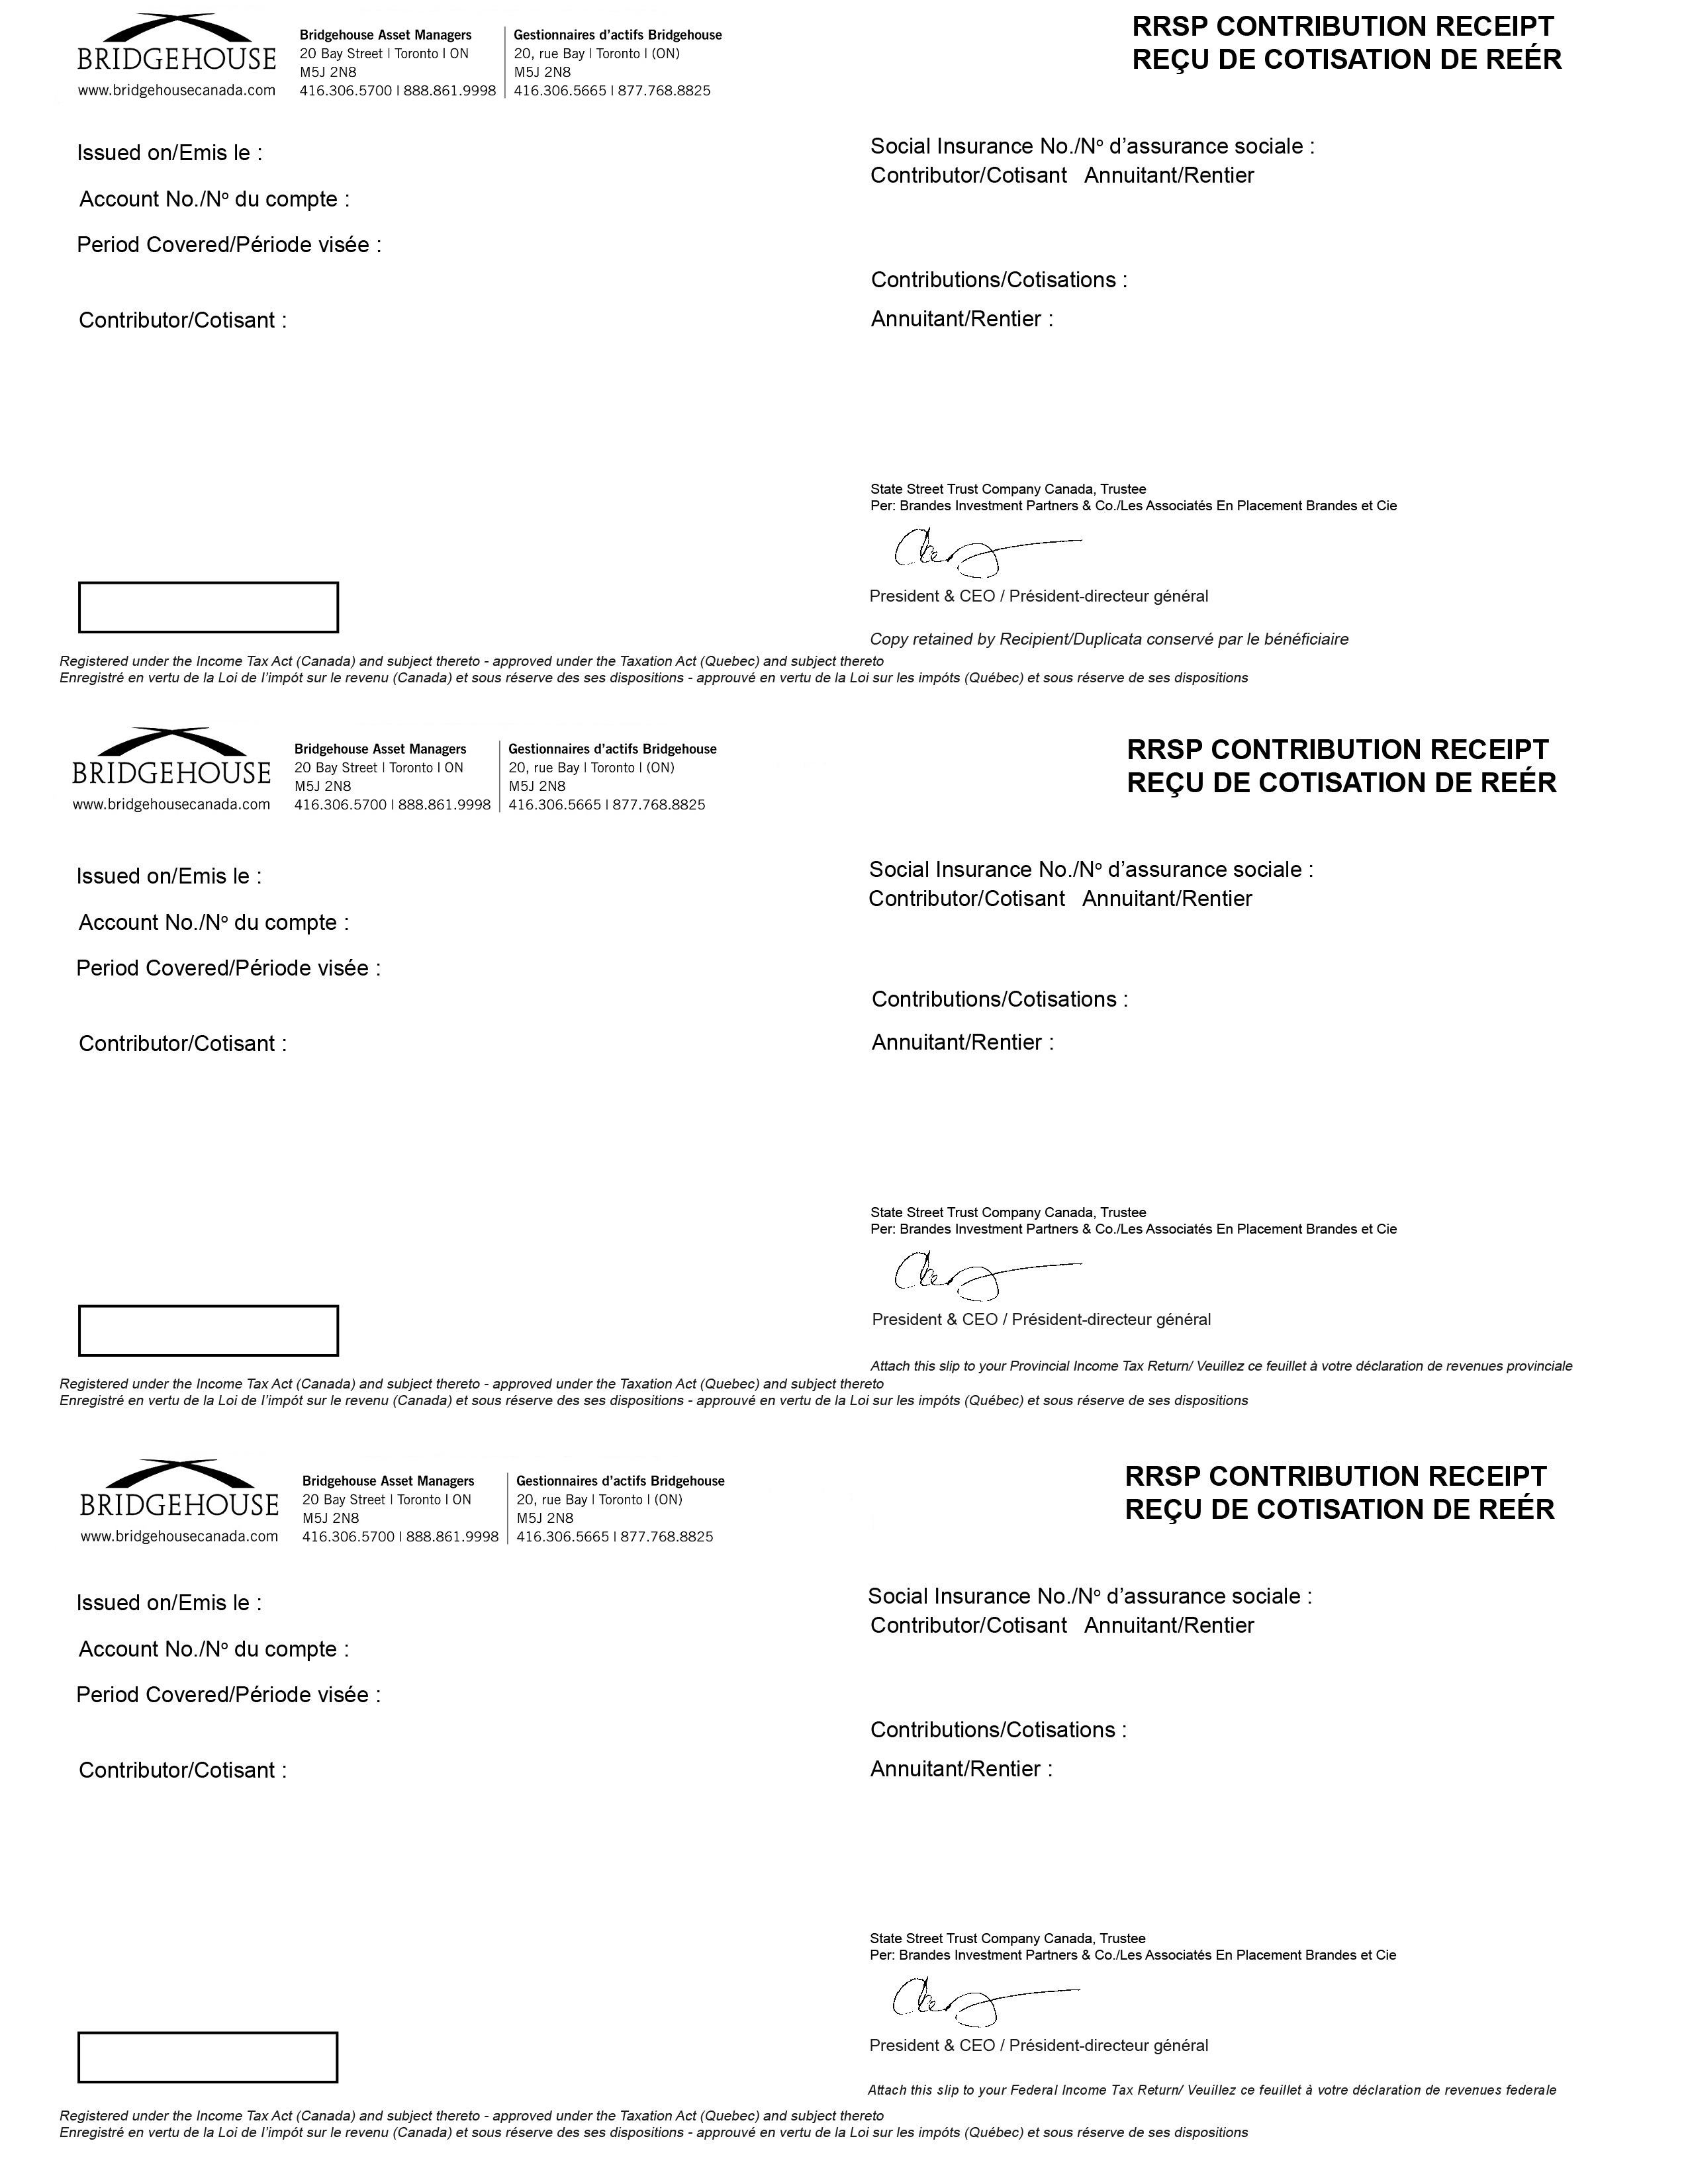 BRIDGEHOUSE
www.bridgehousecanada.com
Bridgehouse Asset Managers
20 Bay Street | Toronto | ON
M5J 2N8
416.306.5700 | 888.861.9998
Gestionnaires d'actifs Bridgehouse
20, rue Bay | Toronto | (ON)
M5J 2N8
416.306.5665 | 877.768.8825
RRSP CONTRIBUTION RECEIPT
REÇU DE COTISATION DE REÉR
Issued on/Emis le :
Account No./Nº du compte :
Period Covered/Période visée :
Contributor/Cotisant :
Social Insurance No./Nº d'assurance sociale :
Contributor/Cotisant Annuitant/Rentier
Contributions/Cotisations :
Annuitant/Rentier :
State Street Trust Company Canada, Trustee
Per: Brandes Investment Partners & Co./Les Associatés En Placement Brandes et Cie
President & CEO / Président-directeur général
Copy retained by Recipient/Duplicata conservé par le bénéficiaire
Registered under the Income Tax Act (Canada) and subject thereto - approved under the Taxation Act (Quebec) and subject thereto
Enregistré en vertu de la Loi de l'impót sur le revenu (Canada) et sous réserve des ses dispositions - approuvé en vertu de la Loi sur les impóts (Québec) et sous réserve de ses dispositions
BRIDGEHOUSE
www.bridgehousecanada.com
Bridgehouse Asset Managers
20 Bay Street | Toronto | ON
M5J 2N8
416.306.5700 | 888.861.9998
Gestionnaires d'actifs Bridgehouse
20, rue Bay | Toronto | (ON)
M5J 2N8
416.306.5665 | 877.768.8825
RRSP CONTRIBUTION RECEIPT
REÇU DE COTISATION DE REÉR
Issued on/Emis le :
Account No./Nº du compte :
Period Covered/Période visée :
Contributor/Cotisant :
Social Insurance No./Nº d'assurance sociale :
Contributor/Cotisant Annuitant/Rentier
Contributions/Cotisations :
Annuitant/Rentier :
State Street Trust Company Canada, Trustee
Per: Brandes Investment Partners & Co./Les Associatés En Placement Brandes et Cie
President & CEO / Président-directeur général
Attach this slip to your Provincial Income Tax Return/ Veuillez ce feuillet à votre déclaration de revenues provinciale
Registered under the Income Tax Act (Canada) and subject thereto - approved under the Taxation Act (Quebec) and subject thereto
Enregistré en vertu de la Loi de l'impót sur le revenu (Canada) et sous réserve des ses dispositions - approuvé en vertu de la Loi sur les impóts (Québec) et sous réserve de ses dispositions
BRIDGEHOUSE
www.bridgehousecanada.com
Bridgehouse Asset Managers
20 Bay Street | Toronto | ON
M5J 2N8
416.306.5700 | 888.861.9998
Gestionnaires d'actifs Bridgehouse
20, rue Bay | Toronto | (ON)
M5J 2N8
416.306.5665 | 877.768.8825
RRSP CONTRIBUTION RECEIPT
REÇU DE COTISATION DE REÉR
Issued on/Emis le :
Account No./Nº du compte :
Period Covered/Période visée :
Contributor/Cotisant :
Social Insurance No./Nº d'assurance sociale :
Contributor/Cotisant Annuitant/Rentier
Contributions/Cotisations :
Annuitant/Rentier :
State Street Trust Company Canada, Trustee
Per: Brandes Investment Partners & Co./Les Associatés En Placement Brandes et Cie
President & CEO / Président-directeur général
Attach this slip to your Federal Income Tax Return/ Veuillez ce feuillet à votre déclaration de revenues federale
Registered under the Income Tax Act (Canada) and subject thereto - approved under the Taxation Act (Quebec) and subject thereto
Enregistré en vertu de la Loi de l'impót sur le revenu (Canada) et sous réserve des ses dispositions - approuvé en vertu de la Loi sur les impóts (Québec) et sous réserve de ses dispositions